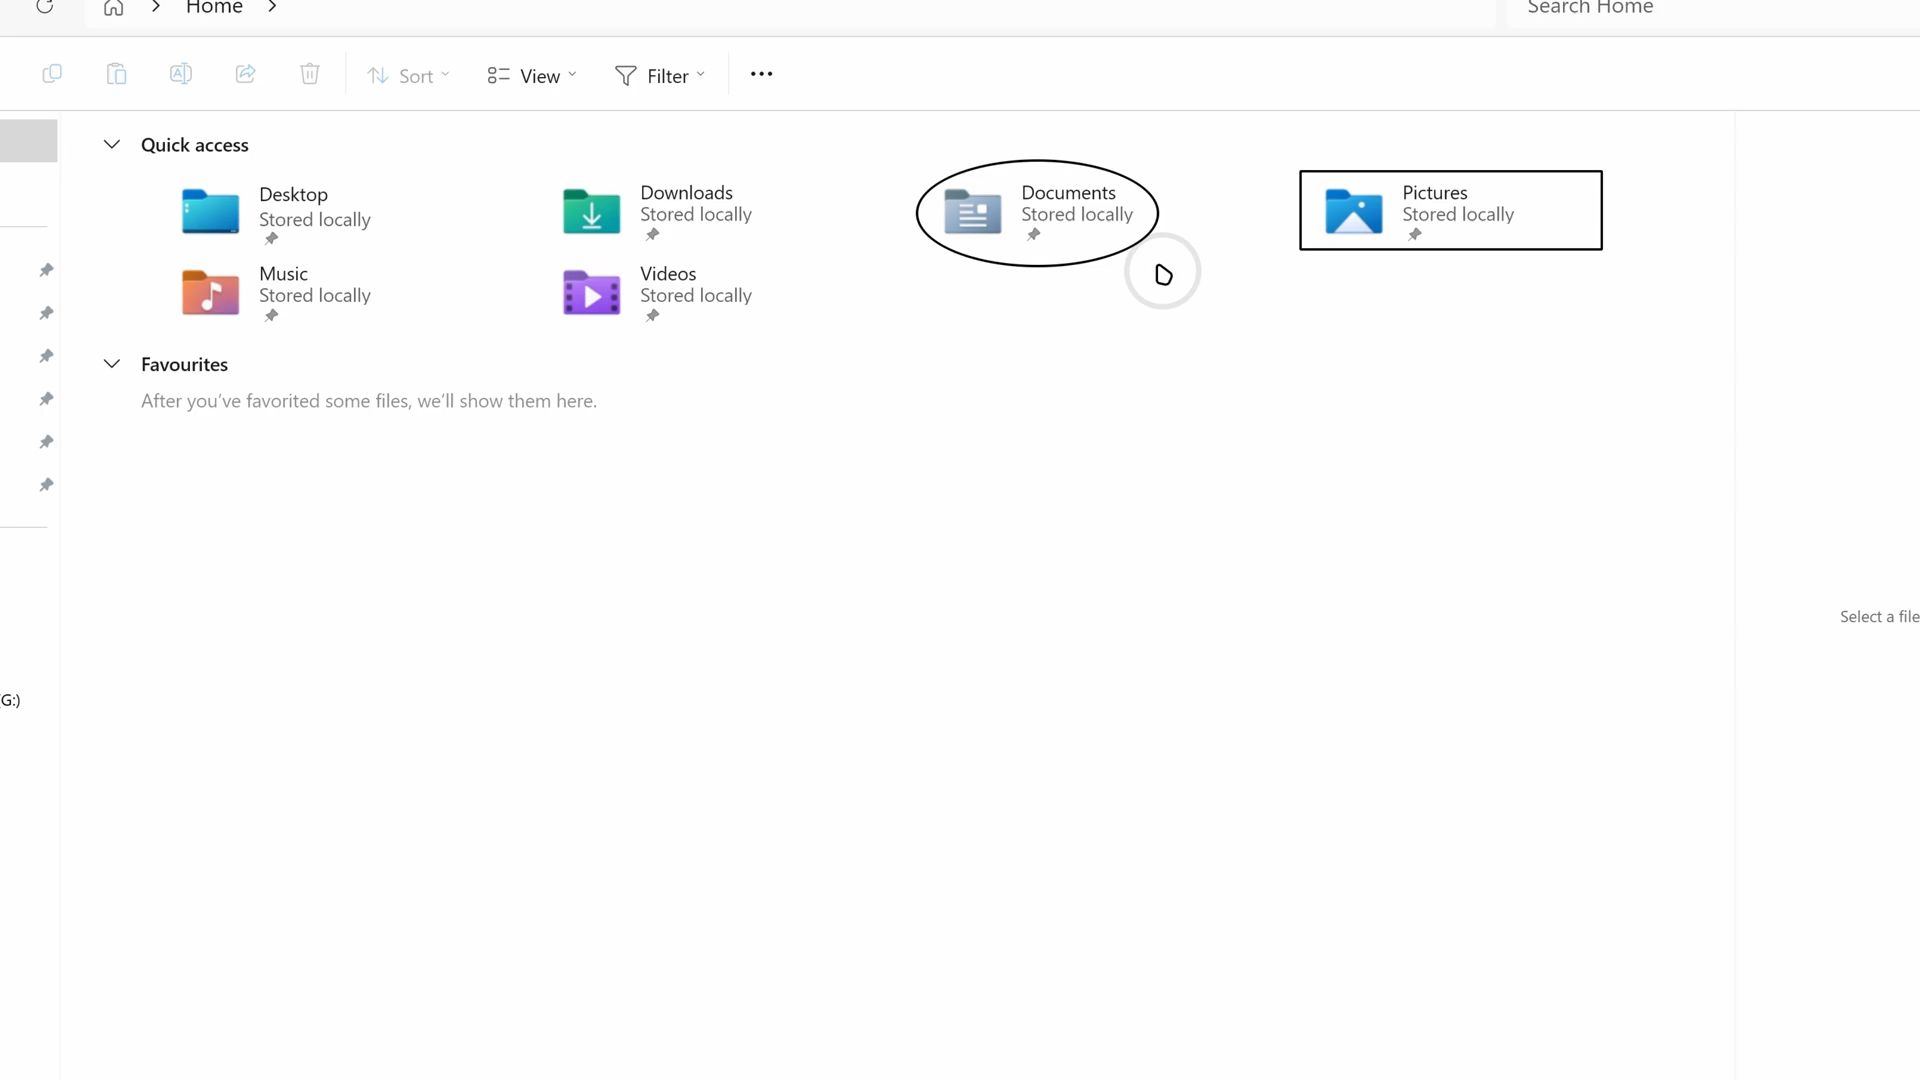 Home
Search Home
Sort
View
Filter
Quick access
Desktop
Stored locally
Downloads
Stored locally
Documents
Stored locally
Pictures
Stored locally
Music
Stored locally
Videos
Stored locally
Favourites
After you've favorited some files, we'll show them here.
Select a file
G:)